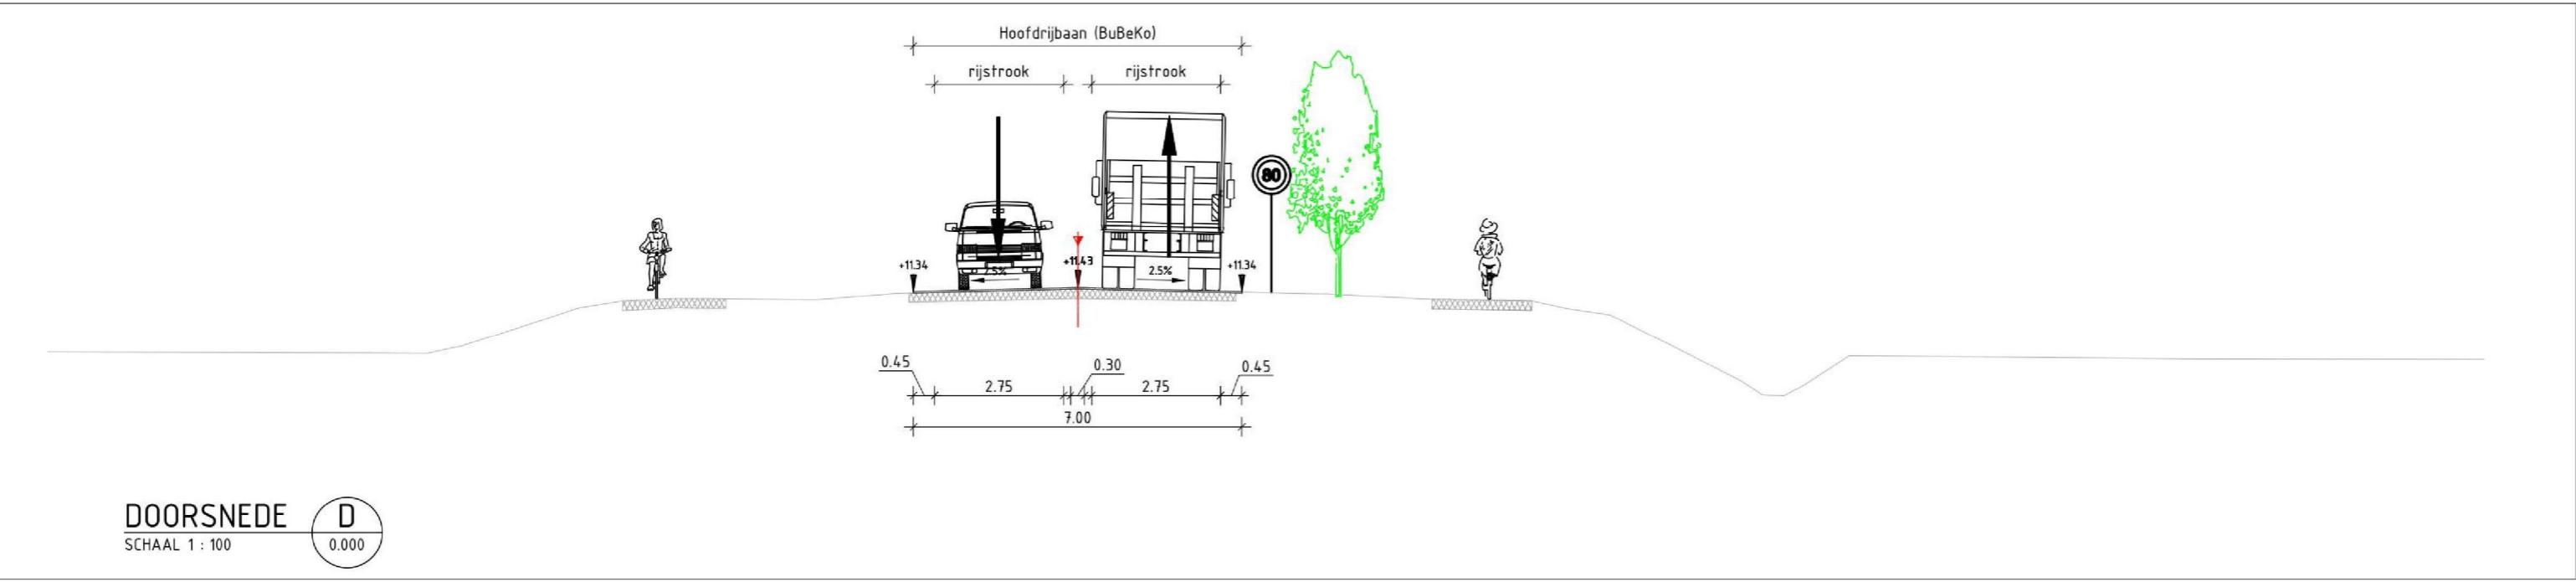 Hoofdrijbaan (BuBeKo)
rijstrook rijstrook
80
+11.34 +11.43 +11.34
2.5% 2.5%
0.45 0.30 0.45
2.75 2.75
7.00
DOORSNEDE D
SCHAAL 1 : 100 0.000